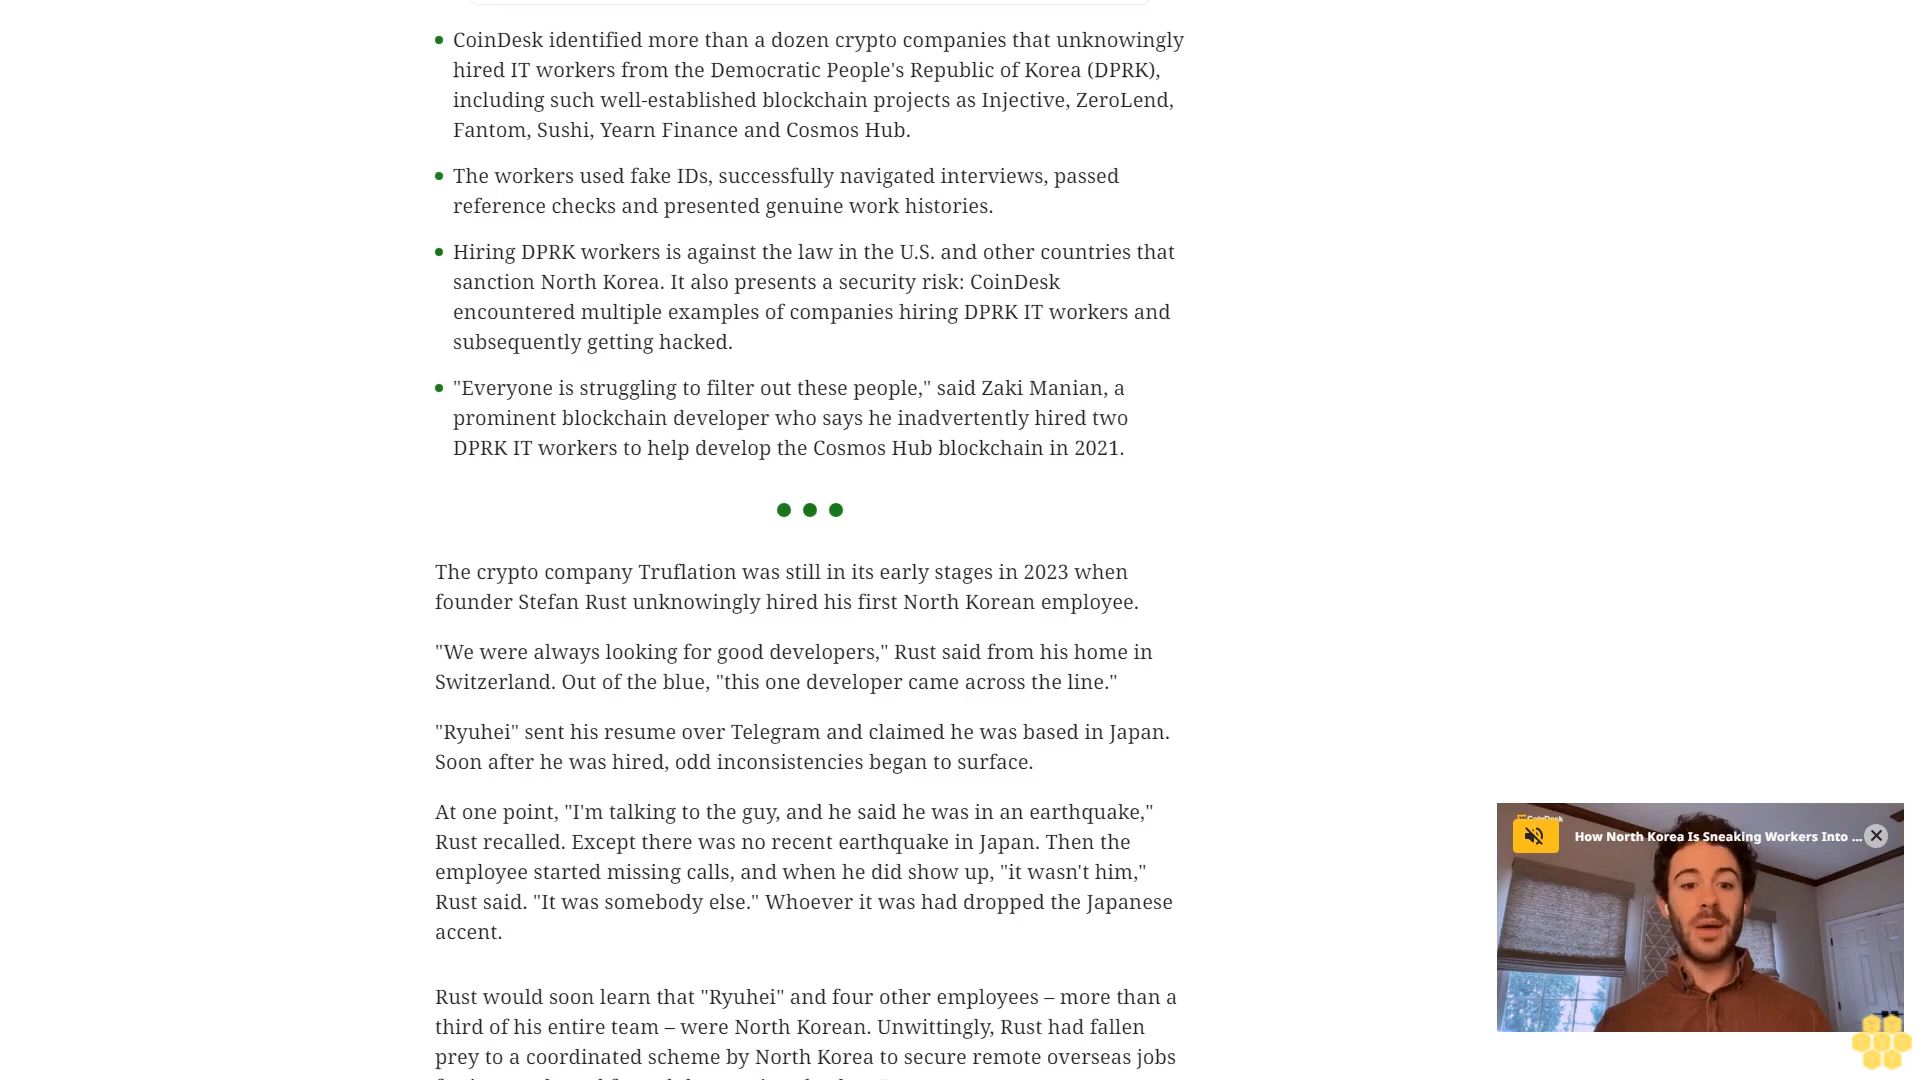 CoinDesk identified more than a dozen crypto companies that unknowingly
hired IT workers from the Democratic People's Republic of Korea (DPRK),
including such well-established blockchain projects as Injective, ZeroLend,
Fantom, Sushi, Yearn Finance and Cosmos Hub.
The workers used fake IDs, successfully navigated interviews, passed
reference checks and presented genuine work histories.
Hiring DPRK workers is against the law in the U.S. and other countries that
sanction North Korea. It also presents a security risk: CoinDesk
encountered multiple examples of companies hiring DPRK IT workers and
subsequently getting hacked.
"Everyone is struggling to filter out these people," said Zaki Manian, a
prominent blockchain developer who says he inadvertently hired two
DPRK IT workers to help develop the Cosmos Hub blockchain in 2021.
The crypto company Truflation was still in its early stages in 2023 when
founder Stefan Rust unknowingly hired his first North Korean employee.
"We were always looking for good developers," Rust said from his home in
Switzerland. Out of the blue, "this one developer came across the line."
"Ryuhei" sent his resume over Telegram and claimed he was based in Japan.
Soon after he was hired, odd inconsistencies began to surface.
At one point, "I'm talking to the guy, and he said he was in an earthquake,"
Rust recalled. Except there was no recent earthquake in Japan. Then the
employee started missing calls, and when he did show up, "it wasn't him,"
Rust said. "It was somebody else." Whoever it was had dropped the Japanese
accent.
Rust would soon learn that "Ryuhei" and four other employees – more than a
third of his entire team – were North Korean. Unwittingly, Rust had fallen
prey to a coordinated scheme by North Korea to secure remote overseas jobs
CoinDesk
How North Korea Is Sneaking Workers Into ...